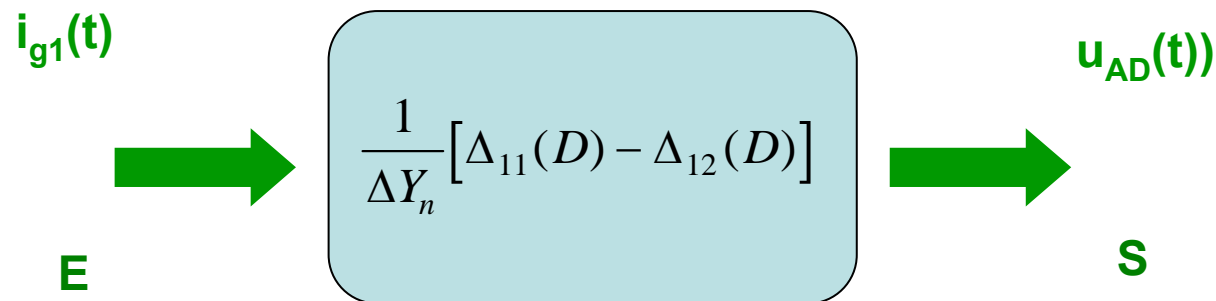 i_g1(t)
u_AD(t))
1/ΔY_n [Δ_11(D) − Δ_12(D)]
E
S